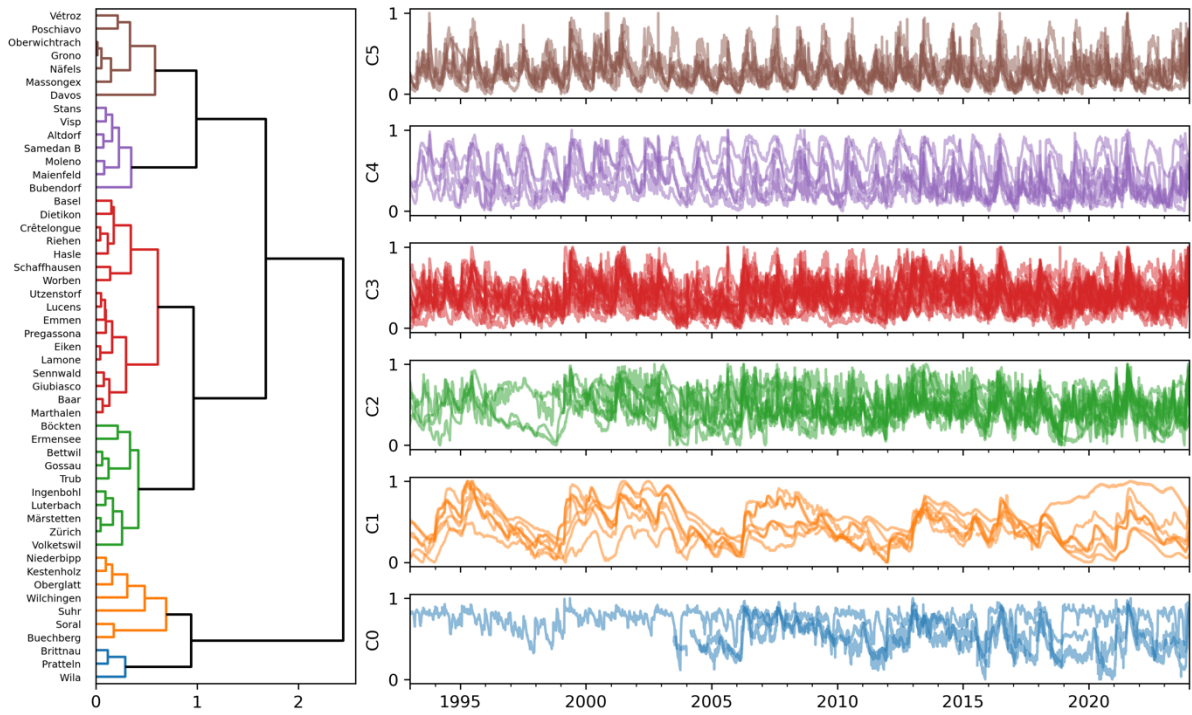 Vétroz
Poschiavo
Oberwichtrach
Grono
Näfels
Massongex
Davos
Stans
Visp
Altdorf
Samedan B
Moleno
Maienfeld
Bubendorf
Basel
Dietikon
Crêtelongue
Riehen
Hasle
Schaffhausen
Worben
Utzenstorf
Lucens
Emmen
Pregassona
Eiken
Lamone
Sennwald
Giubiasco
Baar
Marthalen
Böckten
Ermensee
Bettwil
Gossau
Trub
Ingenbohl
Luterbach
Märstetten
Zürich
Volketswil
Niederbipp
Kestenholz
Oberglatt
Wilchingen
Suhr
Soral
Buechberg
Brittnau
Pratteln
Wila
0 1 2
C5
1
0
C4
1
0
C3
1
0
C2
1
0
C1
1
0
C0
1
0
1995 2000 2005 2010 2015 2020